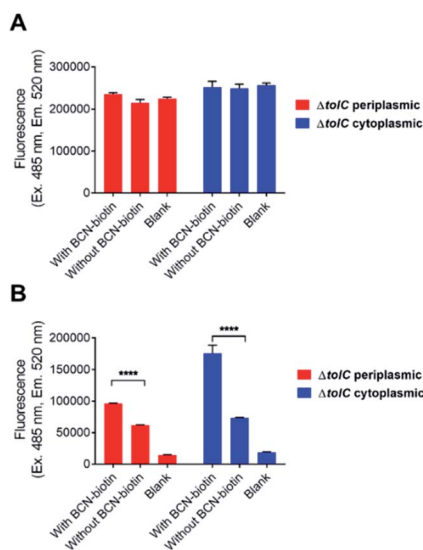 A
Fluorescence
(Ex. 485 nm, Em. 520 nm)
300000
200000
100000
0
With BCN-biotin
Without BCN-biotin
Blank
With BCN-biotin
Without BCN-biotin
Blank
ΔtolC periplasmic
ΔtolC cytoplasmic
B
Fluorescence
(Ex. 485 nm, Em. 520 nm)
200000
150000
100000
50000
0
****
****
With BCN-biotin
Without BCN-biotin
Blank
With BCN-biotin
Without BCN-biotin
Blank
ΔtolC periplasmic
ΔtolC cytoplasmic